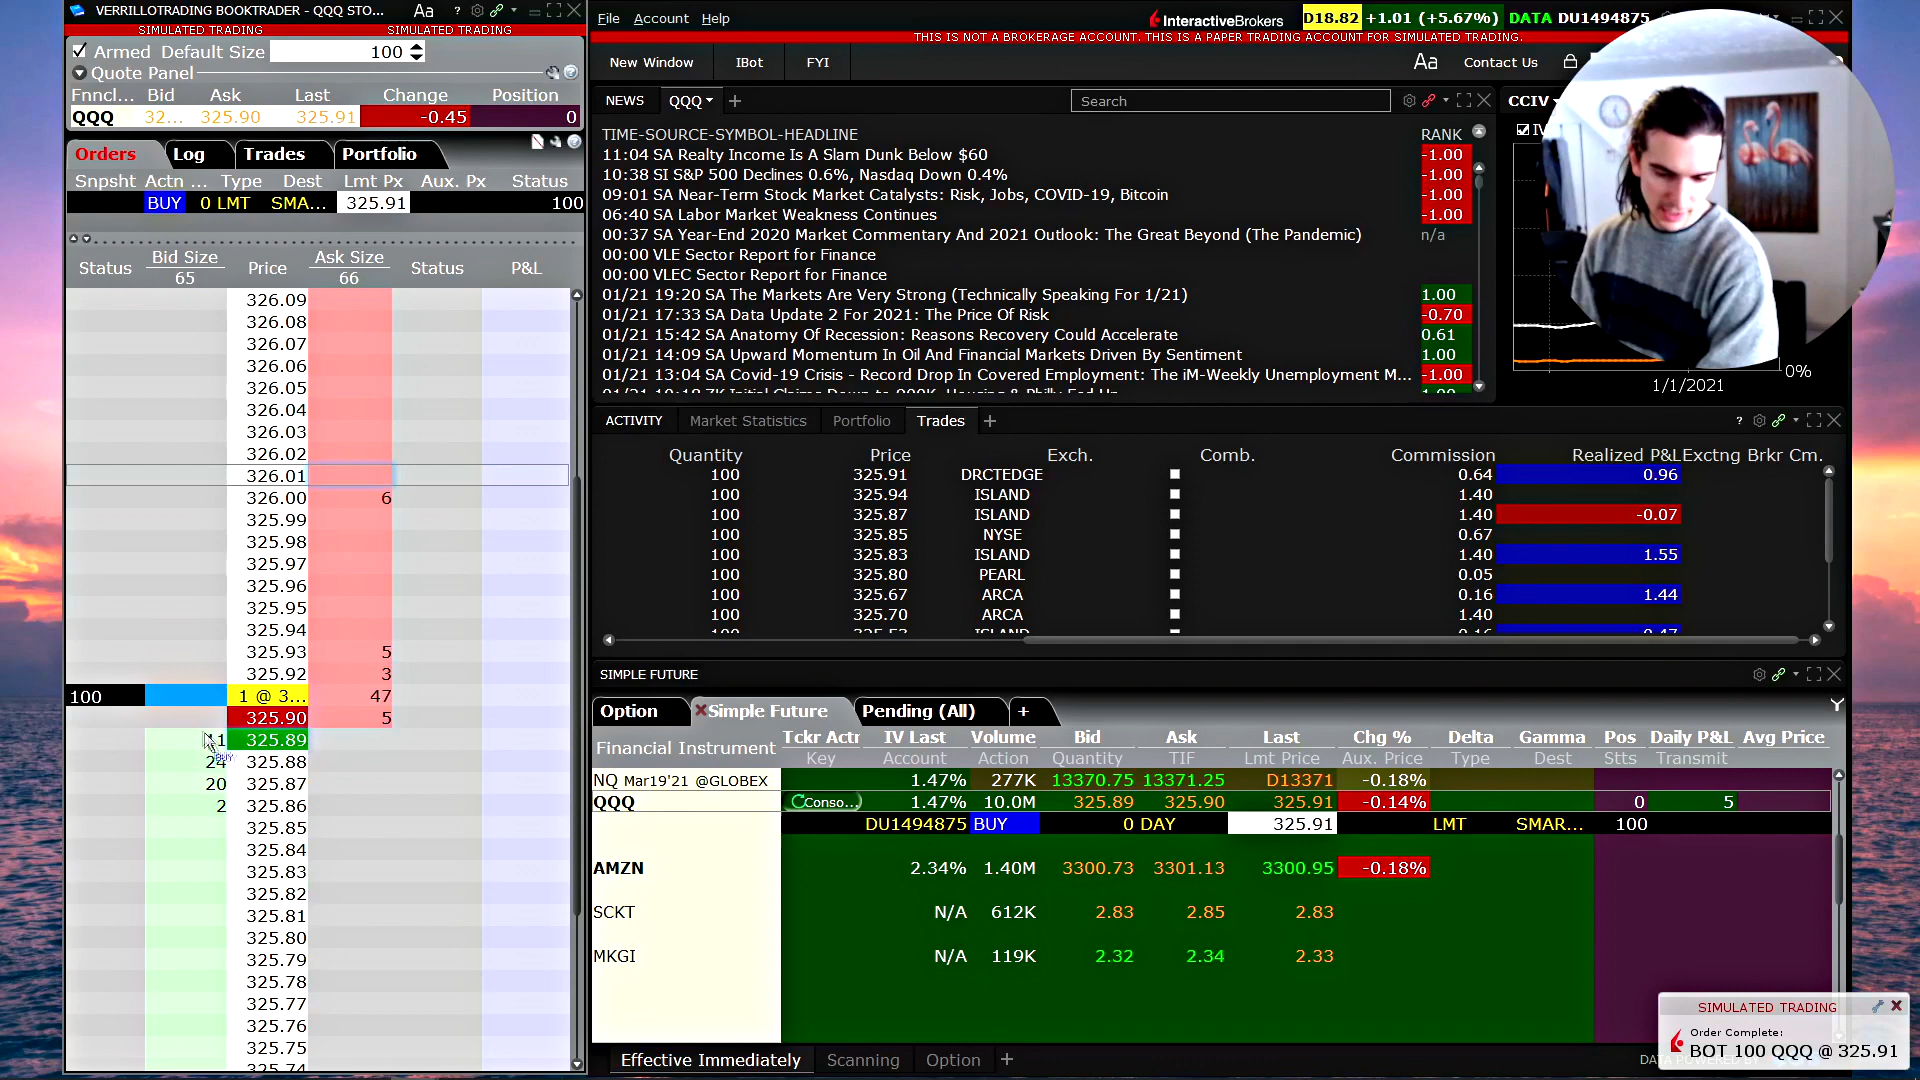 VERRILLOTRADING BOOKTRADER - QQQ STO... Aa ?
SIMULATED TRADING SIMULATED TRADING
Armed Default Size 100
Quote Panel
Fnncl... Bid Ask Last Change Position
QQQ 32... 325.90 325.91 -0.45 0
Orders Log Trades Portfolio
Snpsht Actn ... Type Dest Lmt Px Aux. Px Status
BUY 0 LMT SMA... 325.91 100
Status Bid Size Price Ask Size Status P&L
65 66
326.09
326.08
326.07
326.06
326.05
326.04
326.03
326.02
326.01
326.00 6
325.99
325.98
325.97
325.96
325.95
325.94
325.93 5
325.92 3
100 1 @ 3... 47
325.90 5
325.89
24 325.88
20 325.87
2 325.86
325.85
325.84
325.83
325.82
325.81
325.80
325.79
325.78
325.77
325.76
325.75
325.74
BUY
File Account Help
InteractiveBrokers
D18.82 +1.01 (+5.67%) DATA DU1494875
THIS IS NOT A BROKERAGE ACCOUNT. THIS IS A PAPER TRADING ACCOUNT FOR SIMULATED TRADING.
New Window IBot FYI Aa Contact Us
NEWS QQQ + Search
TIME-SOURCE-SYMBOL-HEADLINE RANK
11:04 SA Realty Income Is A Slam Dunk Below $60 -1.00
10:38 SI S&P 500 Declines 0.6%, Nasdaq Down 0.4% -1.00
09:01 SA Near-Term Stock Market Catalysts: Risk, Jobs, COVID-19, Bitcoin -1.00
06:40 SA Labor Market Weakness Continues -1.00
00:37 SA Year-End 2020 Market Commentary And 2021 Outlook: The Great Beyond (The Pandemic) n/a
00:00 VLE Sector Report for Finance
00:00 VLEC Sector Report for Finance
01/21 19:20 SA The Markets Are Very Strong (Technically Speaking For 1/21) 1.00
01/21 17:33 SA Data Update 2 For 2021: The Price Of Risk -0.70
01/21 15:42 SA Anatomy Of Recession: Reasons Recovery Could Accelerate 0.61
01/21 14:09 SA Upward Momentum In Oil And Financial Markets Driven By Sentiment 1.00
01/21 13:04 SA Covid-19 Crisis - Record Drop In Covered Employment: The iM-Weekly Unemployment M... -1.00
CCIV
0%
1/1/2021
ACTIVITY Market Statistics Portfolio Trades + ?
Quantity Price Exch. Comb. Commission Realized P&L Exctng Brkr Cm.
100 325.91 DRCTEDGE 0.64 0.96
100 325.94 ISLAND 1.40
100 325.87 ISLAND 1.40 -0.07
100 325.85 NYSE 0.67
100 325.83 ISLAND 1.40 1.55
100 325.80 PEARL 0.05
100 325.67 ARCA 0.16 1.44
100 325.70 ARCA 1.40
SIMPLE FUTURE
Option Simple Future Pending (All) +
Financial Instrument Tckr Actr IV Last Volume Bid Ask Last Chg % Delta Gamma Pos Daily P&L Avg Price
Key Account Action Quantity TIF Lmt Price Aux. Price Type Dest Stts Transmit
NQ Mar19'21 @GLOBEX 1.47% 277K 13370.75 13371.25 D13371 -0.18%
QQQ Conso... 1.47% 10.0M 325.89 325.90 325.91 -0.14% 0 5
DU1494875 BUY 0 DAY 325.91 LMT SMAR... 100
AMZN 2.34% 1.40M 3300.73 3301.13 3300.95 -0.18%
SCKT N/A 612K 2.83 2.85 2.83
MKGI N/A 119K 2.32 2.34 2.33
Effective Immediately Scanning Option +
SIMULATED TRADING
Order Complete:
BOT 100 QQQ @ 325.91